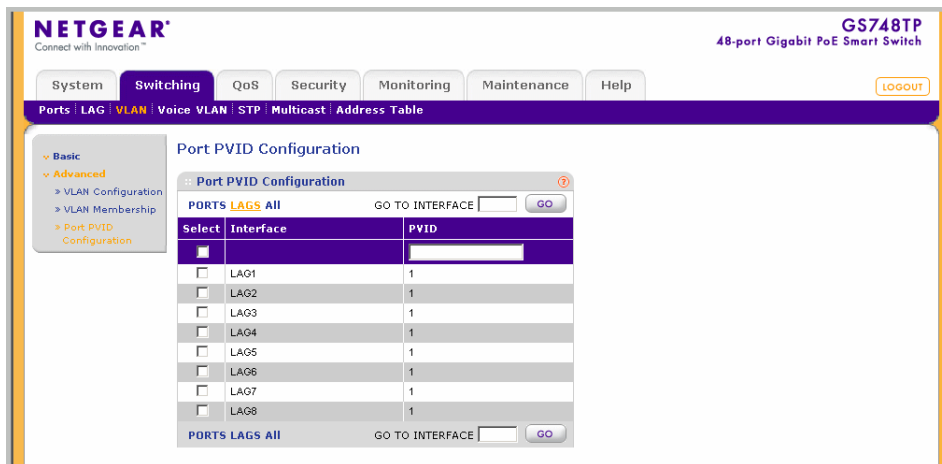 NETGEAR®
Connect with Innovation™
GS748TP
48-port Gigabit PoE Smart Switch
System Switching QoS Security Monitoring Maintenance Help LOGOUT
Ports LAG VLAN Voice VLAN STP Multicast Address Table
Basic
Advanced
» VLAN Configuration
» VLAN Membership
» Port PVID
Configuration
Port PVID Configuration
Port PVID Configuration ?
PORTS LAGS All GO TO INTERFACE GO
Select Interface PVID
LAG1 1
LAG2 1
LAG3 1
LAG4 1
LAG5 1
LAG6 1
LAG7 1
LAG8 1
PORTS LAGS All GO TO INTERFACE GO